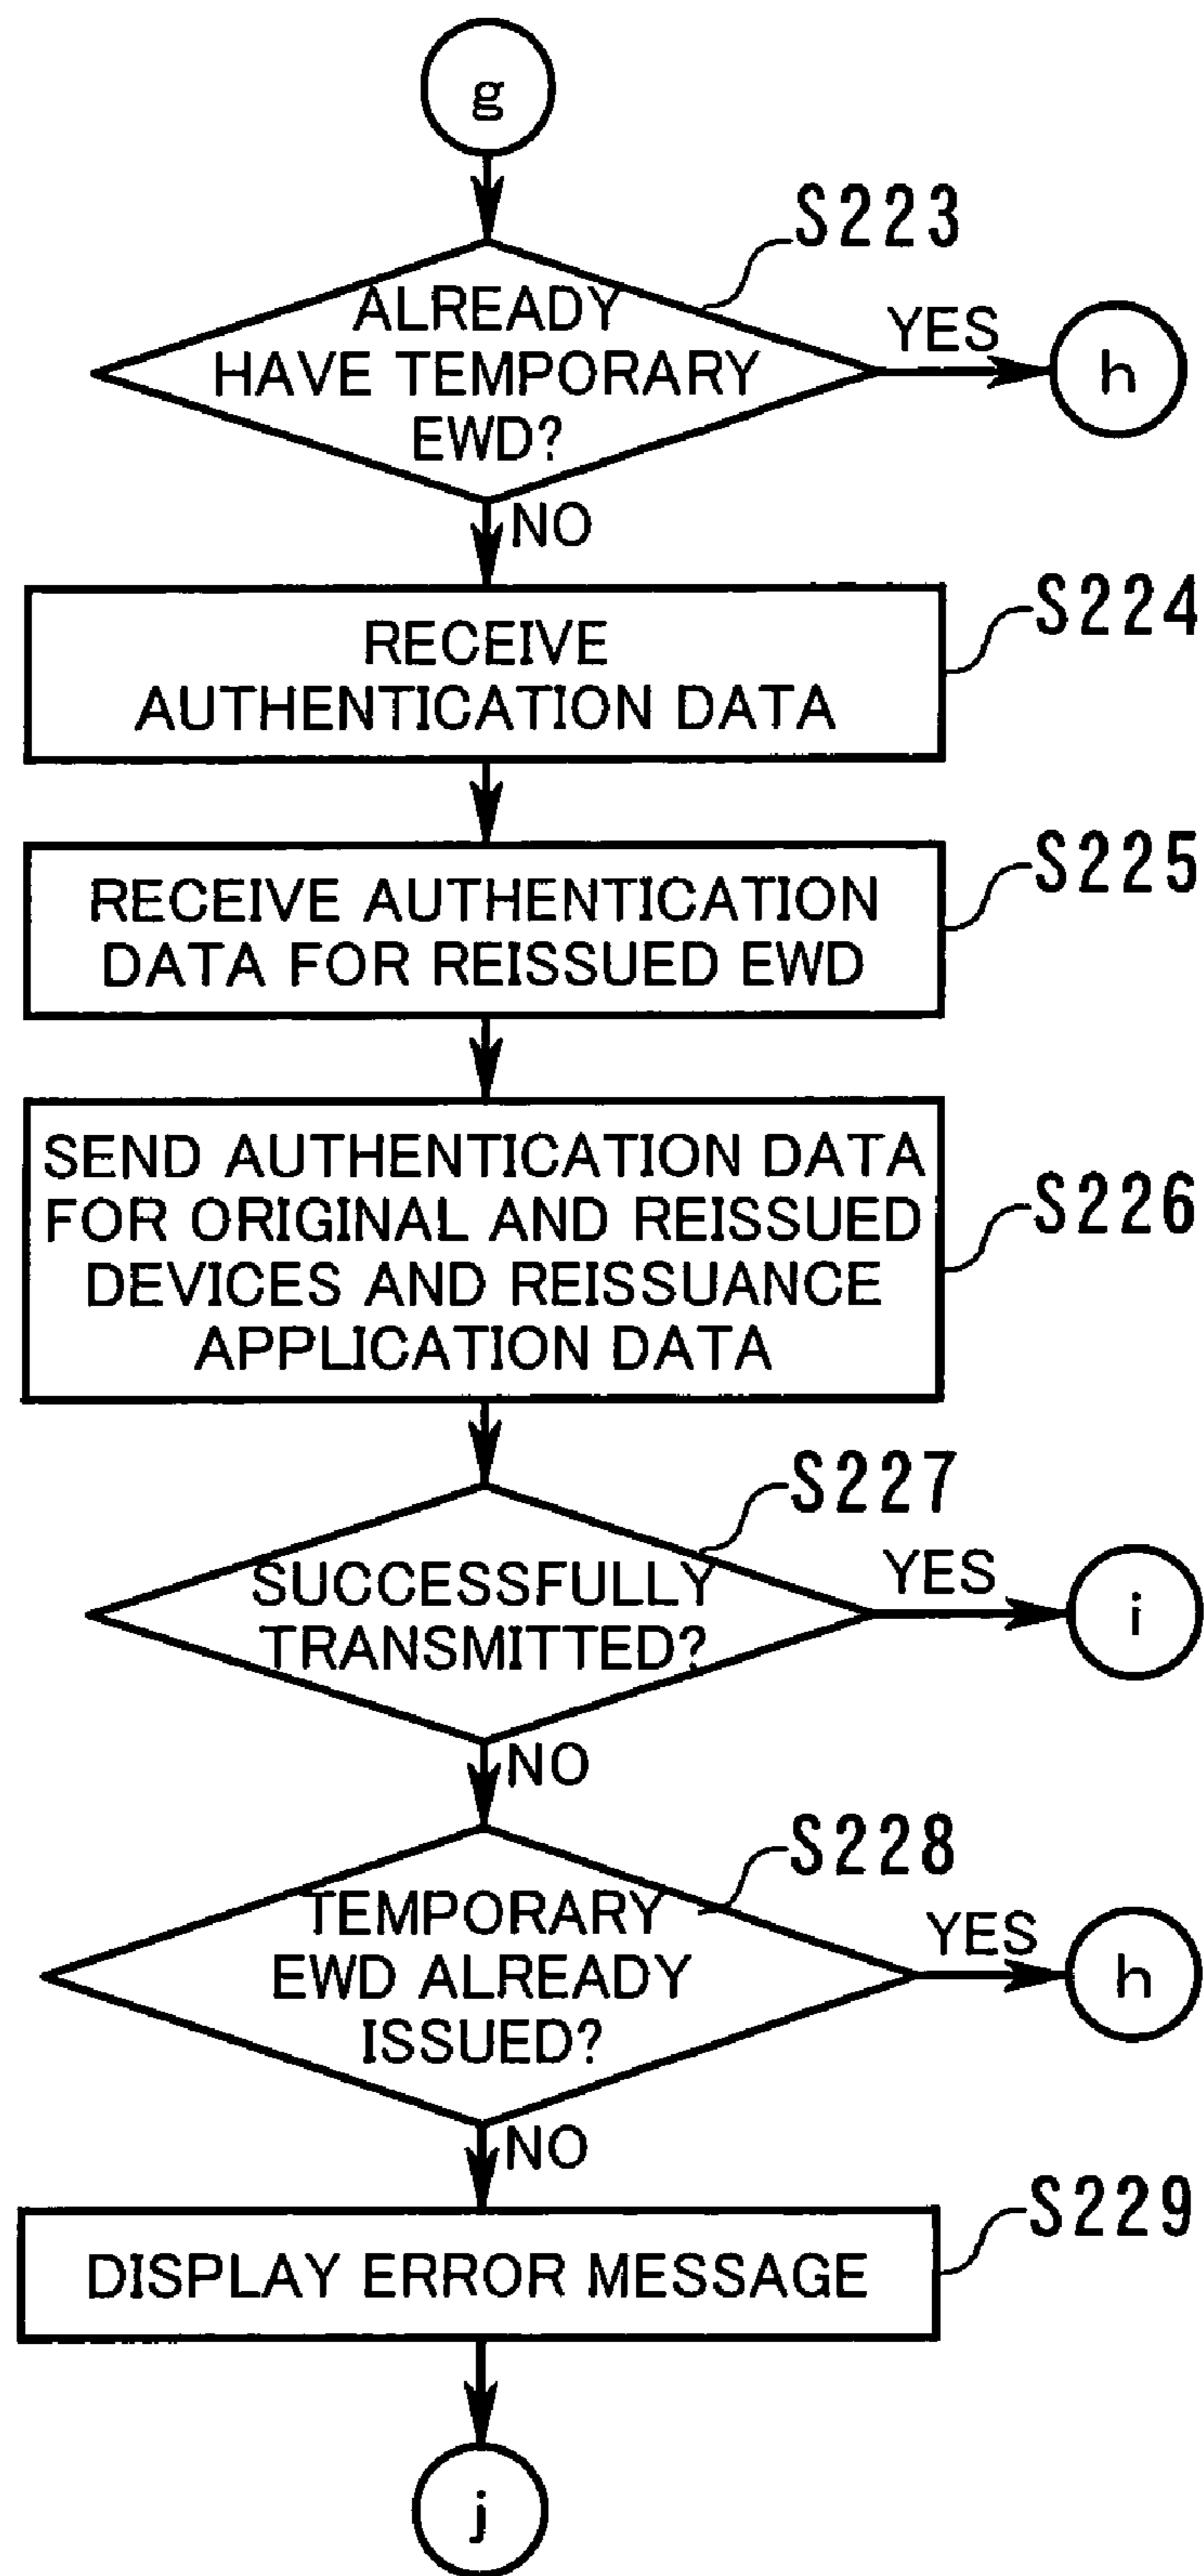 g
S223
ALREADY
HAVE TEMPORARY
EWD?
YES
h
NO
S224
RECEIVE
AUTHENTICATION DATA
S225
RECEIVE AUTHENTICATION
DATA FOR REISSUED EWD
S226
SEND AUTHENTICATION DATA
FOR ORIGINAL AND REISSUED
DEVICES AND REISSUANCE
APPLICATION DATA
S227
SUCCESSFULLY
TRANSMITTED?
YES
i
NO
S228
TEMPORARY
EWD ALREADY
ISSUED?
YES
h
NO
S229
DISPLAY ERROR MESSAGE
j